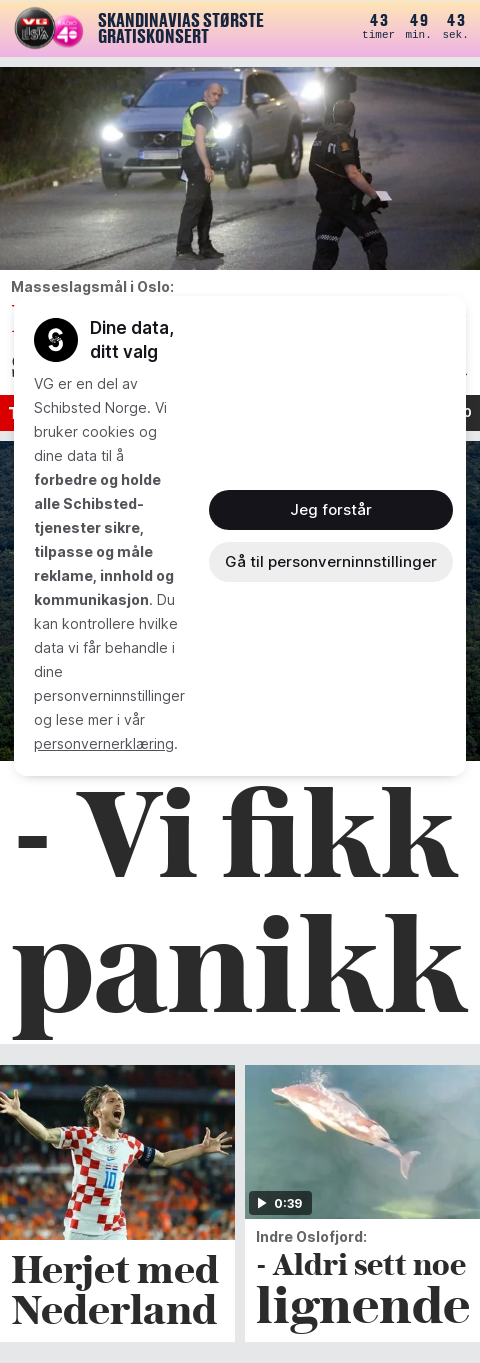 VG
lista
RADIO
SKANDINAVIAS STØRSTE
GRATISKONSERT
43 49 43
timer min. sek.
Masseslagsmål i Oslo:
Dine data,
ditt valg
VG er en del av
Schibsted Norge. Vi
bruker cookies og
dine data til å
forbedre og holde
alle Schibsted-
tjenester sikre,
tilpasse og måle
reklame, innhold og
kommunikasjon. Du
kan kontrollere hvilke
data vi får behandle i
dine
personverninnstillinger
og lese mer i vår
personvernerklæring.
Jeg forstår
Gå til personverninnstillinger
- Vi fikk
panikk
10
Herjet med
Nederland
0:39
Indre Oslofjord:
- Aldri sett noe
lignende